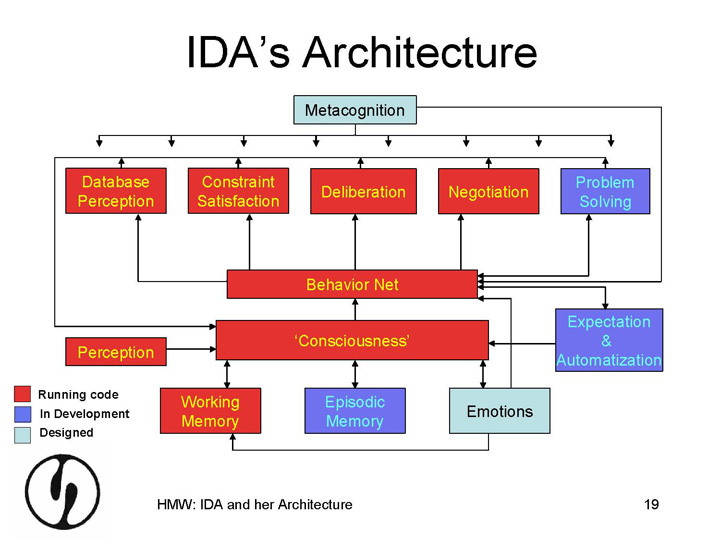 IDA’s Architecture
Metacognition
Database
Perception
Constraint
Satisfaction
Deliberation
Negotiation
Problem
Solving
Behavior Net
‘Consciousness’
Expectation
&
Automatization
Perception
Working
Memory
Episodic
Memory
Emotions
Running code
In Development
Designed
HMW: IDA and her Architecture
19